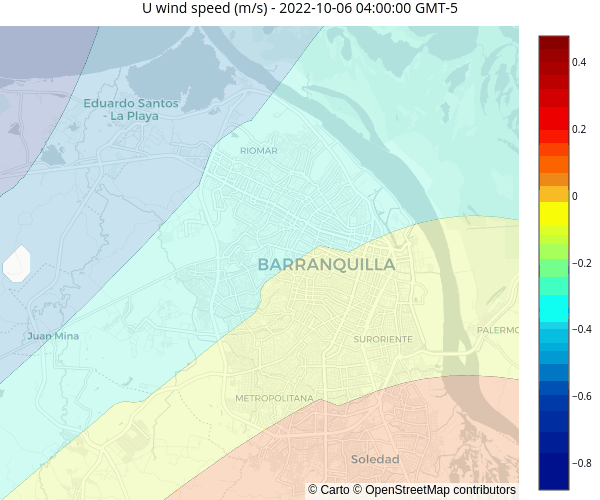 U wind speed (m/s) - 2022-10-06 04:00:00 GMT-5
Eduardo Santos
- La Playa
RIOMAR
BARRANQUILLA
Juan Mina
SURORIENTE
PALERMO
METROPOLITANA
Soledad
© Carto © OpenStreetMap contributors
0.4
0.2
0
−0.2
−0.4
−0.6
−0.8